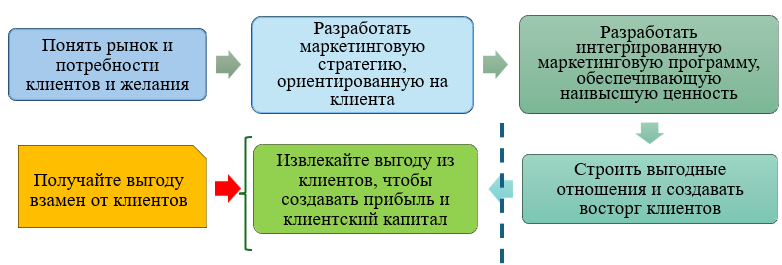 Понять рынок и
потребности
клиентов и желания
Разработать
маркетинговую
стратегию,
ориентированную на
клиента
Разработать
интегрированную
маркетинговую программу,
обеспечивающую
наивысшую ценность
Получайте выгоду
взамен от клиентов
Извлекайте выгоду из
клиентов, чтобы
создавать прибыль и
клиентский капитал
Строить выгодные
отношения и создавать
восторг клиентов